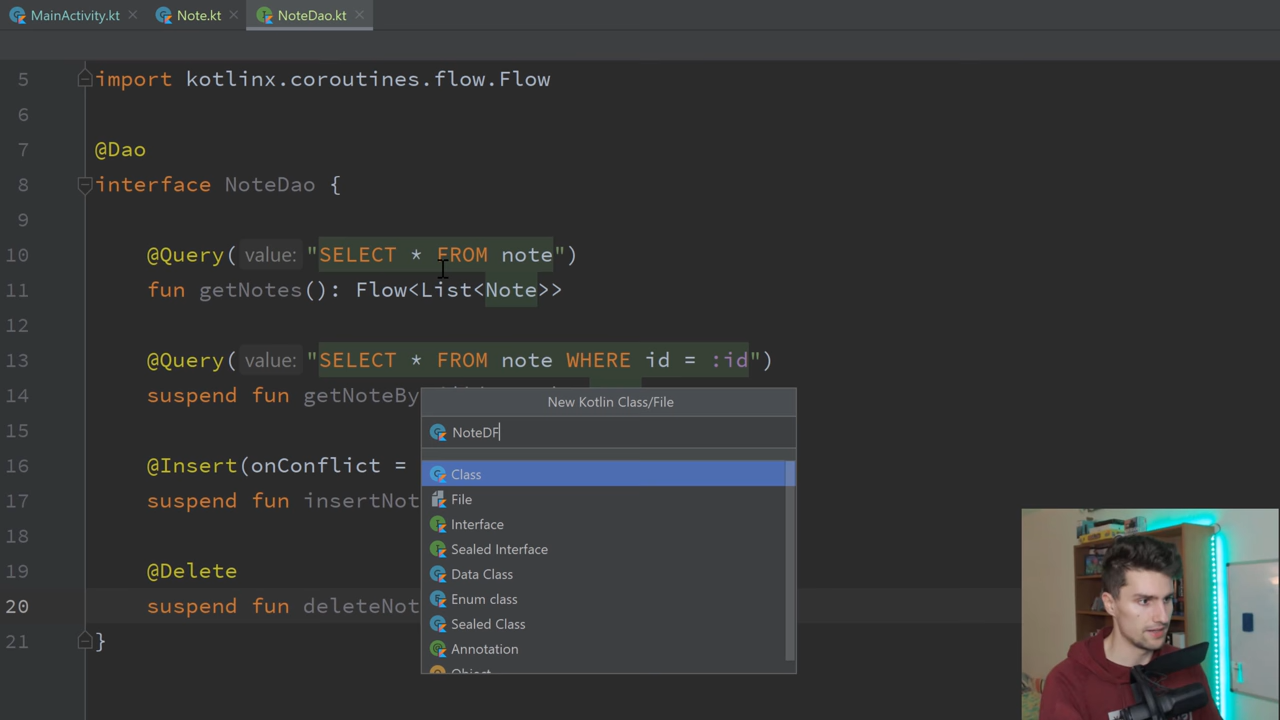 MainActivity.kt
Note.kt
NoteDao.kt
5 import kotlinx.coroutines.flow.Flow
6
7 @Dao
8 interface NoteDao {
9
10 @Query( value: "SELECT * FROM note")
11 fun getNotes(): Flow<List<Note>>
12
13 @Query( value: "SELECT * FROM note WHERE id = :id")
14 suspend fun getNoteBy
15
16 @Insert(onConflict =
17 suspend fun insertNot
18
19 @Delete
20 suspend fun deleteNot
21 }
New Kotlin Class/File
NoteDF
Class
File
Interface
Sealed Interface
Data Class
Enum class
Sealed Class
Annotation
Object